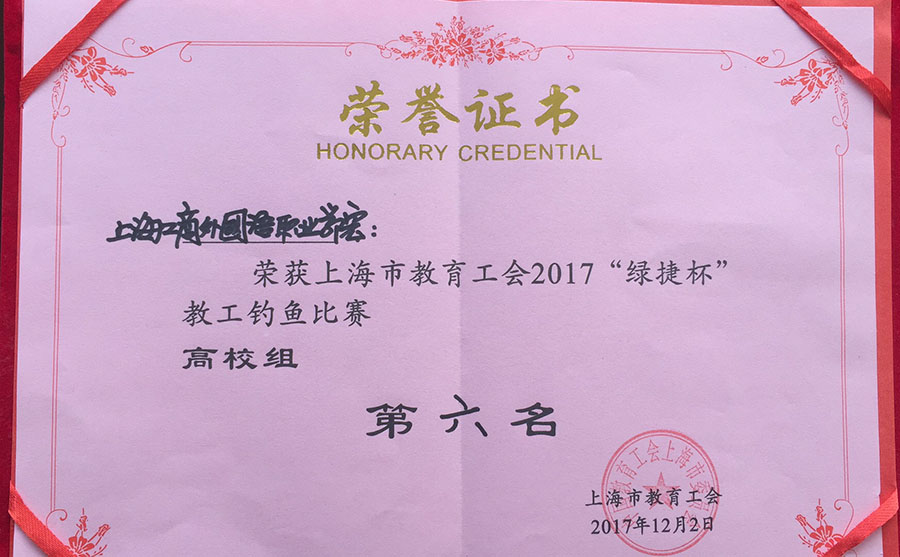 荣誉证书
HONORARY CREDENTIAL
上海工商外国语职业学院：
荣获上海市教育工会2017“绿捷杯”
教工钓鱼比赛
高校组
第六名
上海市教育工会
2017年12月2日